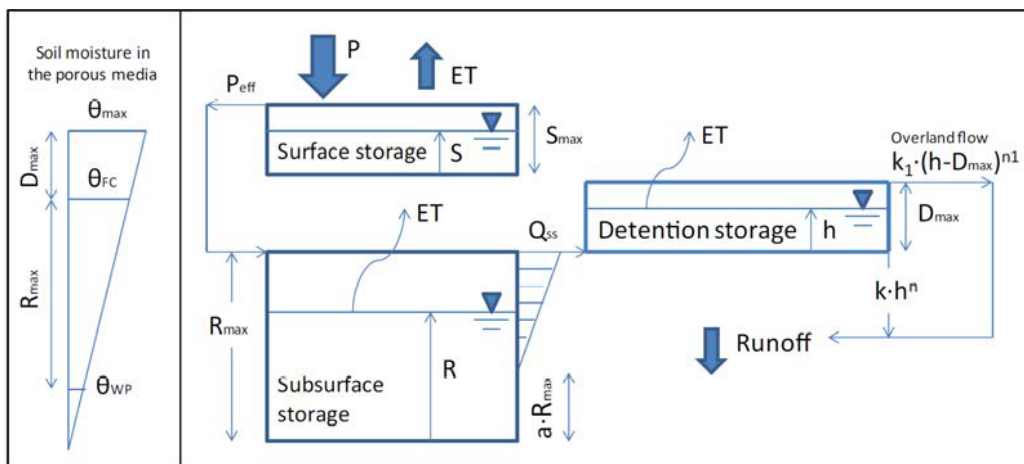 Soil moisture in
the porous media
θmax
Dmax
θFC
Rmax
θWP
P
ET
Peff
Surface storage
S
Smax
ET
Rmax
R
Subsurface
storage
a·Rmax
Qss
ET
Detention storage
h
Overland flow
k₁·(h-Dmax)ⁿ¹
Dmax
k·hⁿ
Runoff